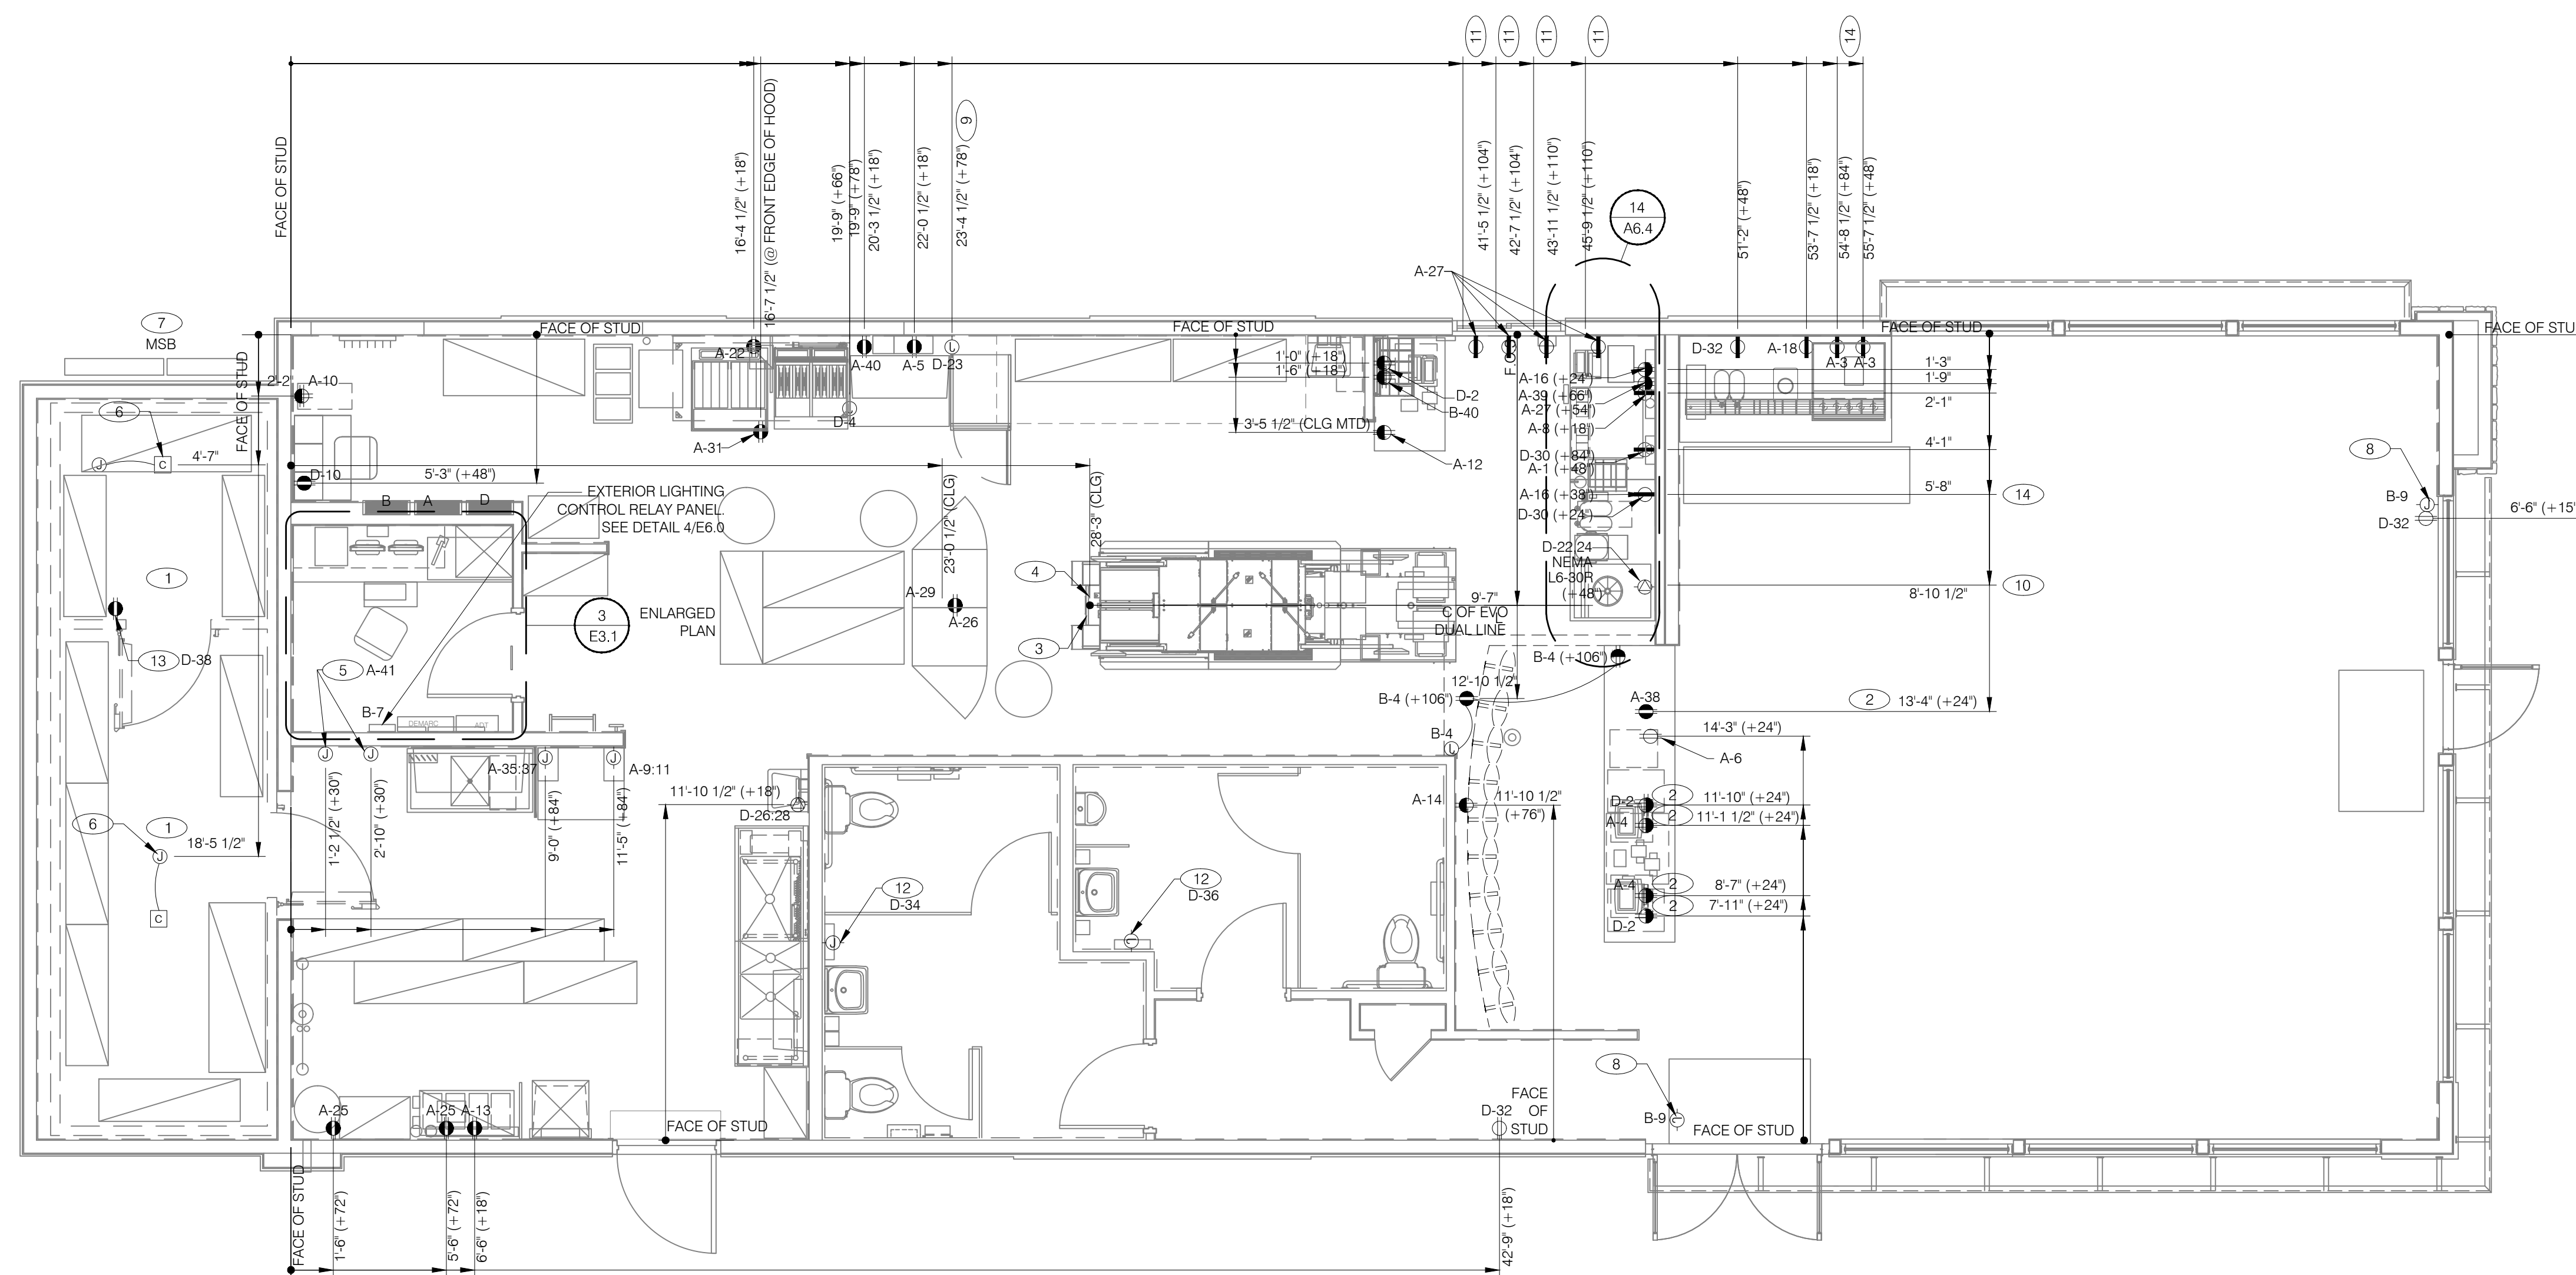 11
11
11
11
14
FACE OF STUD
16'-4 1/2" (+18")
16'-7 1/2" (@ FRONT EDGE OF HOOD)
19'-9" (+66")
19'-9" (+78")
20'-3 1/2" (+18")
22'-0 1/2" (+18")
23'-4 1/2" (+78")
9
41'-5 1/2" (+104")
42'-7 1/2" (+104")
43'-11 1/2" (+110")
45'-9 1/2" (+110")
51'-2" (+48")
53'-7 1/2" (+18")
54'-8 1/2" (+84")
55'-7 1/2" (+48")
14
A6.4
A-27
7
MSB
FACE OF STUD
FACE OF STUD
FACE OF STUD
FACE OF STUD
FACE OF STUD
2'-2"
A-10
A-22
A-40
A-5
D-23
D-4
A-31
1'-0" (+18")
1'-6" (+18")
D-2
B-40
3'-5 1/2" (CLG MTD)
A-12
F.O.S
A-16 (+24")
A-39 (+66")
A-27 (+54")
A-8 (+18")
D-30 (+84")
A-1 (+48")
A-16 (+38")
D-30 (+24")
D-32
A-18
A-3
A-3
1'-3"
1'-9"
2'-1"
4'-1"
5'-8"
14
8'-10 1/2"
10
6
J
C
4'-7"
D-10
5'-3" (+48")
B
A
D
EXTERIOR LIGHTING
CONTROL RELAY PANEL.
SEE DETAIL 4/E6.0
23'-0 1/2" (CLG)
28'-3" (CLG)
8
B-9
J
D-32
6'-6" (+15"
D-22,24
NEMA
L6-30R
(+48")
1
3
E3.1
ENLARGED
PLAN
A-29
A-26
4
3
9'-7"
C OF EVO
L
DUAL LINE
13
D-38
5
A-41
B-7
DEMARC
ADT
B-4 (+106")
12'-10 1/2"
B-4 (+106")
B-4
A-38
2
13'-4" (+24")
14'-3" (+24")
A-6
J
J
A-35:37
J
J
A-9:11
11'-10 1/2" (+18")
D-26:28
A-14
11'-10 1/2"
(+76")
D-2
2
11'-10" (+24")
A-4
2
11'-1 1/2" (+24")
A-4
2
8'-7" (+24")
2
7'-11" (+24")
D-2
6
1
J
18'-5 1/2"
C
1'-2 1/2" (+30")
2'-10" (+30")
9'-0" (+84")
11'-5" (+84")
12
D-34
J
12
D-36
8
B-9
A-25
A-25
A-13
FACE OF STUD
D-32
FACE
OF
STUD
FACE OF STUD
FACE OF STUD
1'-6" (+72")
5'-6" (+72")
6'-6" (+18")
42'-9" (+18")